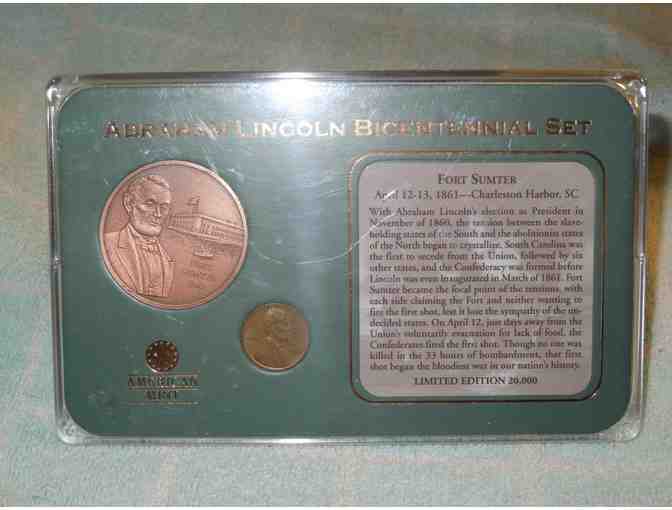 ABRAHAM LINCOLN BICENTENNIAL SET
FORT SUMTER
April 12-13, 1861—Charleston Harbor, SC
With Abraham Lincoln's election as President in
November of 1860, the tension between the slave-
holding states of the South and the abolitionist states
of the North began to crystallize. South Carolina was
the first to secede from the Union, followed by six
other states, and the Confederacy was formed before
Lincoln was even inaugurated in March of 1861. Fort
Sumter became the focal point of the tensions, with
each side claiming the Fort and neither wanting to
fire the first shot, lest it lose the sympathy of the un-
decided states. On April 12, just days away from the
Union's voluntarily evacuation for lack of food, the
Confederates fired the first shot. Though no one was
killed in the 33 hours of bombardment, that first
shot began the bloodiest war in our nation's history.
LIMITED EDITION 20,000
FORT
SUMTER
AMERICAN
MINT